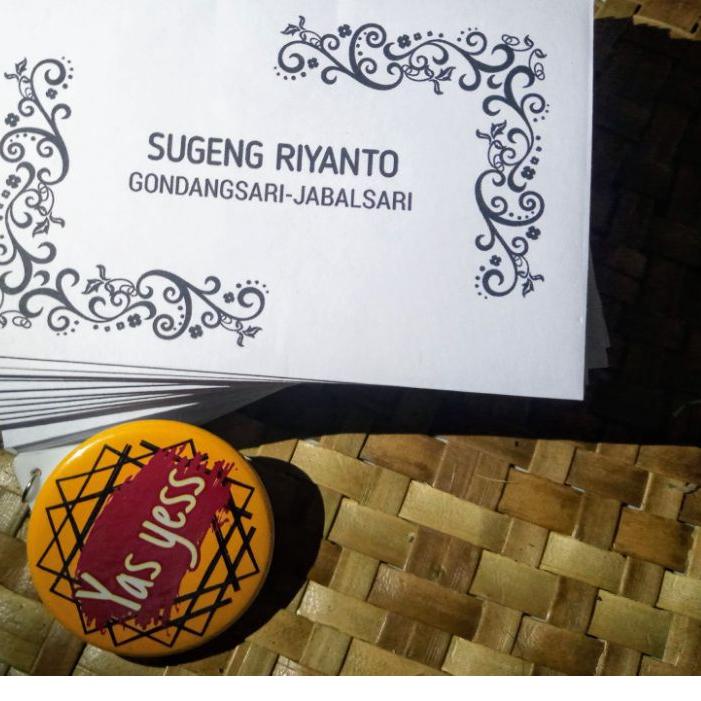 SUGENG RIYANTO
GONDANGSARI-JABALSARI
Yas yess